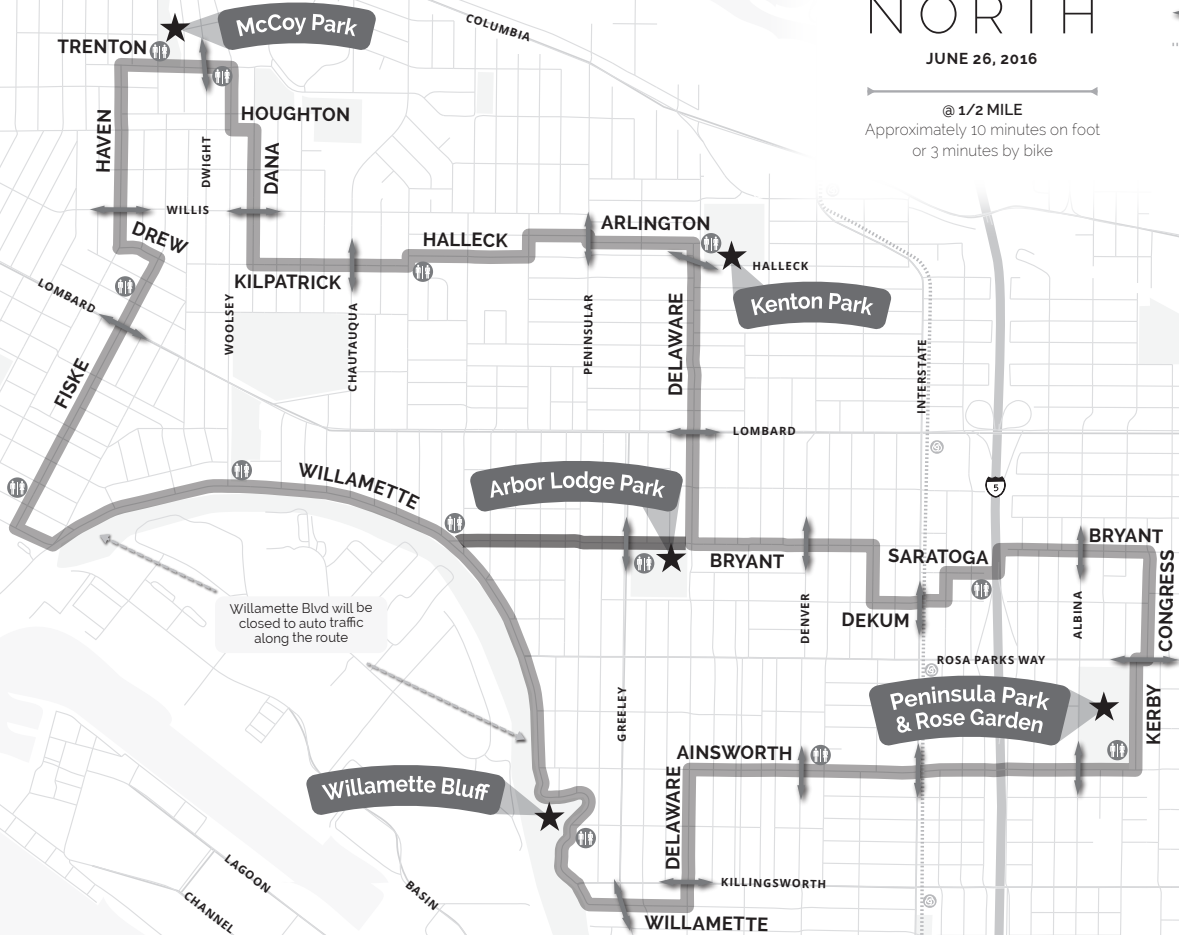 NORTH
JUNE 26, 2016
@ 1/2 MILE
Approximately 10 minutes on foot
or 3 minutes by bike
McCoy Park
COLUMBIA
TRENTON
HOUGHTON
HAVEN
DWIGHT
DANA
WILLIS
DREW
ARLINGTON
HALLECK
HALLECK
KILPATRICK
Kenton Park
LOMBARD
WOOLSEY
CHAUTAUQUA
PENINSULAR
DELAWARE
INTERSTATE
FISKE
LOMBARD
WILLAMETTE
Arbor Lodge Park
5
BRYANT
BRYANT
SARATOGA
CONGRESS
Willamette Blvd will be
closed to auto traffic
along the route
DENVER
DEKUM
ALBINA
ROSA PARKS WAY
GREELEY
Peninsula Park
& Rose Garden
KERBY
AINSWORTH
Willamette Bluff
DELAWARE
KILLINGSWORTH
LAGOON
BASIN
CHANNEL
WILLAMETTE